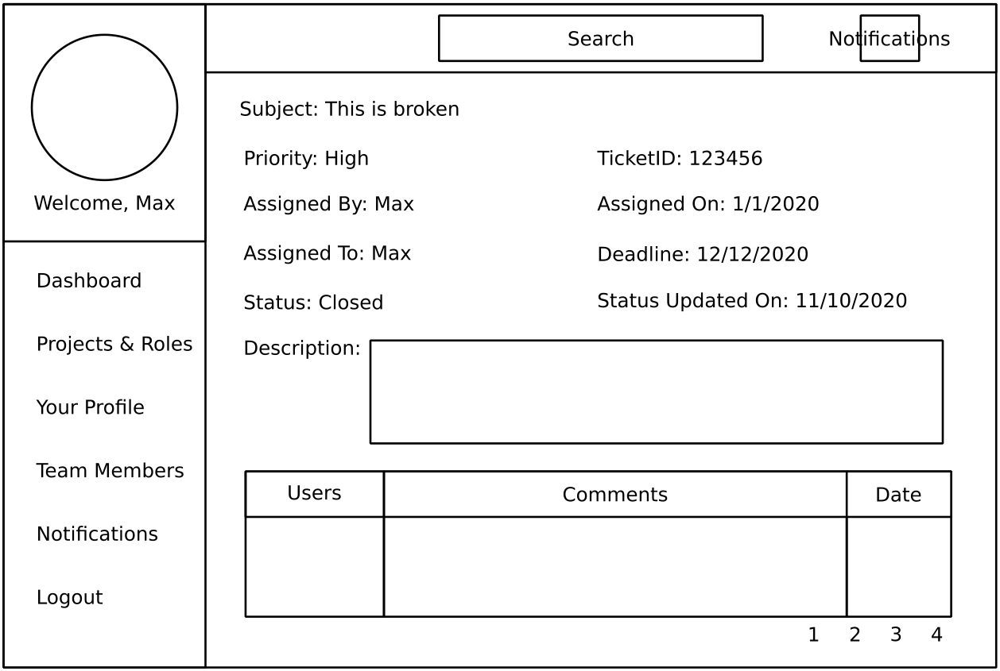 Search
Notifications
Welcome, Max
Dashboard
Projects & Roles
Your Profile
Team Members
Notifications
Logout
Subject: This is broken
Priority: High
TicketID: 123456
Assigned By: Max
Assigned On: 1/1/2020
Assigned To: Max
Deadline: 12/12/2020
Status: Closed
Status Updated On: 11/10/2020
Description:
Users
Comments
Date
1 2 3 4